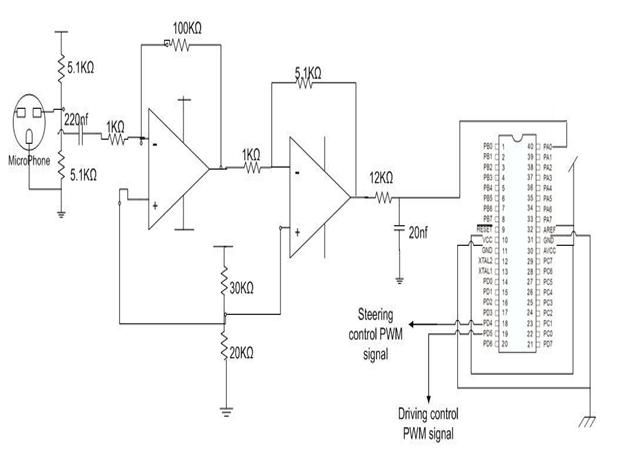 100KΩ
5.1KΩ
5.1KΩ
220nf
1KΩ
MicroPhone
5.1KΩ
1KΩ
12KΩ
20nf
30KΩ
20KΩ
- + - +
PB0 1 40 PA0
PB1 2 39 PA1
PB2 3 38 PA2
PB3 4 37 PA3
PB4 5 36 PA4
PB5 6 35 PA5
PB6 7 34 PA6
PB7 8 33 PA7
RESET 9 32 AREF
VCC 10 31 GND
GND 11 30 AVCC
XTAL2 12 29 PC7
XTAL1 13 28 PC6
PD0 14 27 PC5
PD1 15 26 PC4
PD2 16 25 PC3
PD3 17 24 PC2
PD4 18 23 PC1
PD5 19 22 PC0
PD6 20 21 PD7
Steering
control PWM
signal
Driving control
PWM signal